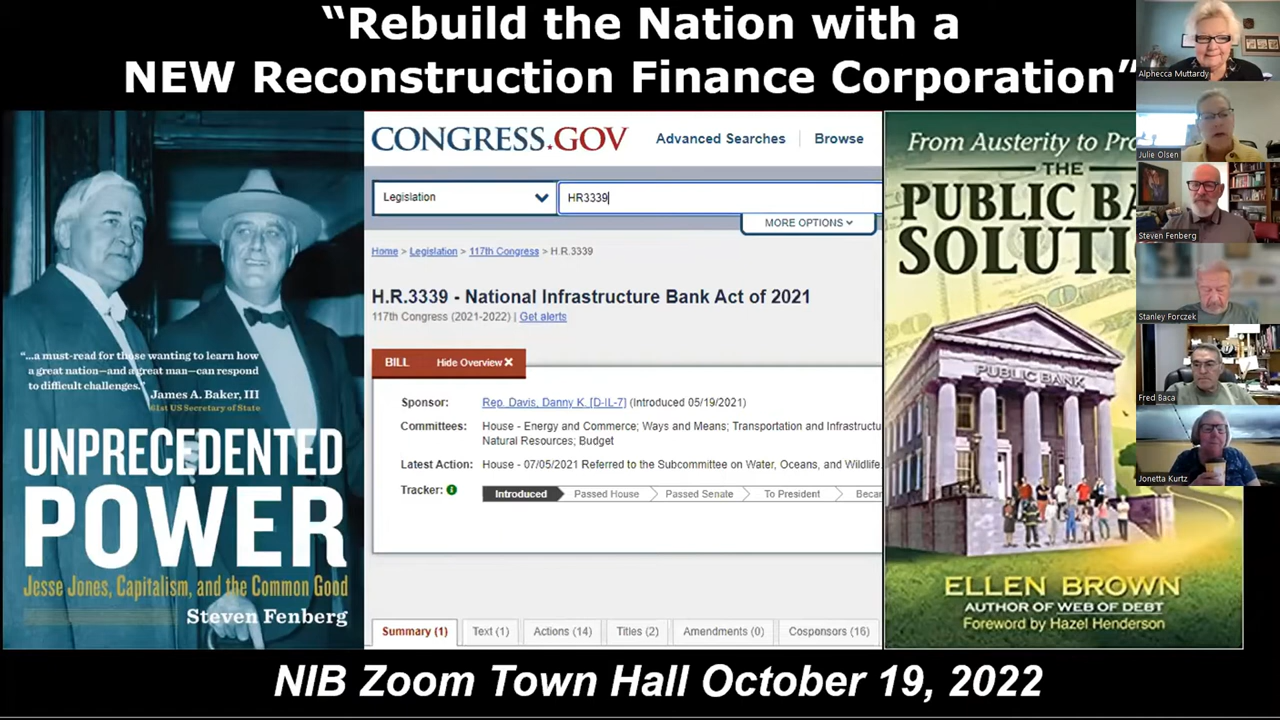 “Rebuild the Nation with a
NEW Reconstruction Finance Corporation”
“...a must-read for those wanting to learn how
a great nation—and a great man—can respond
to difficult challenges.”
James A. Baker, III
61st US Secretary of State
UNPRECEDENTED
POWER
Jesse Jones, Capitalism, and the Common Good
Steven Fenberg
CONGRESS.GOV
Advanced Searches
Browse
Legislation
HR3339
MORE OPTIONS
Home > Legislation > 117th Congress > H.R.3339
H.R.3339 - National Infrastructure Bank Act of 2021
117th Congress (2021-2022) | Get alerts
BILL
Hide Overview ×
Sponsor: Rep. Davis, Danny K. [D-IL-7] (Introduced 05/19/2021)
Committees: House - Energy and Commerce; Ways and Means; Transportation and Infrastructu
Natural Resources; Budget
Latest Action: House - 07/05/2021 Referred to the Subcommittee on Water, Oceans, and Wildlife.
Tracker:
Introduced
Passed House
Passed Senate
To President
Becar
Summary (1)
Text (1)
Actions (14)
Titles (2)
Amendments (0)
Cosponsors (16)
From Austerity to Pro
THE
PUBLIC BA
SOLUTI
PUBLIC BANK
ELLEN BROWN
AUTHOR OF WEB OF DEBT
Foreword by Hazel Henderson
Alphecca Muttardy
Julie Olsen
Steven Fenberg
Stanley Forczek
Fred Baca
Jonetta Kurtz
NIB Zoom Town Hall October 19, 2022